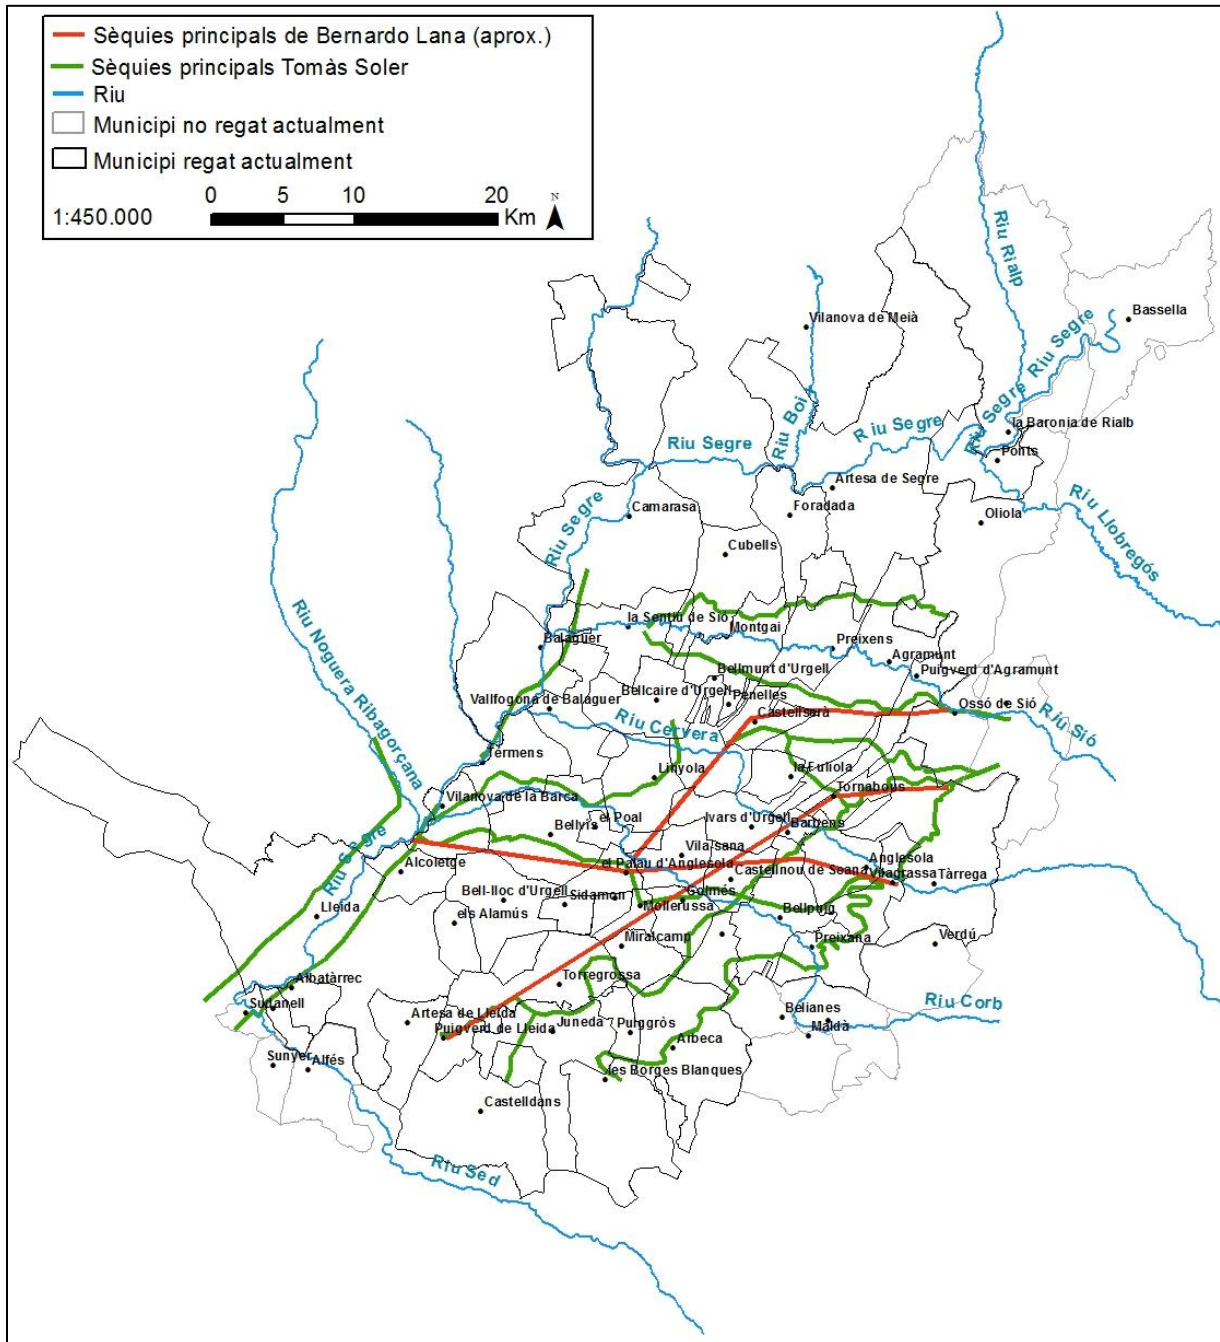 Sèquies principals de Bernardo Lana (aprox.)
Sèquies principals Tomàs Soler
Riu
Municipi no regat actualment
Municipi regat actualment
0 5 10 20
1:450.000
Km
N
Riu Rialp
Bassella
Vilanova de Meià
Riu Segre
Riu Segre
la Baronia de Rialb
Riu Boix
Riu Segre
Riu Segre
Ponts
Artesa de Segre
Riu Llobregós
Camarasa
Foradada
Oliola
Riu Segre
Cubells
Riu Noguera Ribagorçana
la Sentiu de Sió
Montgai
Balaguer
Preixens
Agramunt
Puigverd d'Agramunt
Bellmunt d'Urgell
Vallfogona de Balaguer
Bellcaire d'Urgell
Penelles
Ossó de Sió
Riu Sió
Riu Cervera
Castellserà
Térmens
Linyola
la Fuliola
Tornabous
Vilanova de la Barca
el Poal
Ivars d'Urgell
Barbens
Bellvís
Riu Segre
Vila-sana
Alcoletge
el Palau d'Anglesola
Anglesola
Castellnou de Seana
Vilagrassa
Tàrrega
Bell-lloc d'Urgell
Sidamon
Golmés
Mollerussa
Lleida
els Alamús
Bellpuig
Miralcamp
Preixana
Verdú
Torregrossa
Albatàrrec
Sudanell
Riu Corb
Artesa de Lleida
Belianes
Puigverd de Lleida
Juneda
Puiggròs
Maldà
Arbeca
Sunyer
Alfés
les Borges Blanques
Castelldans
Riu Sed